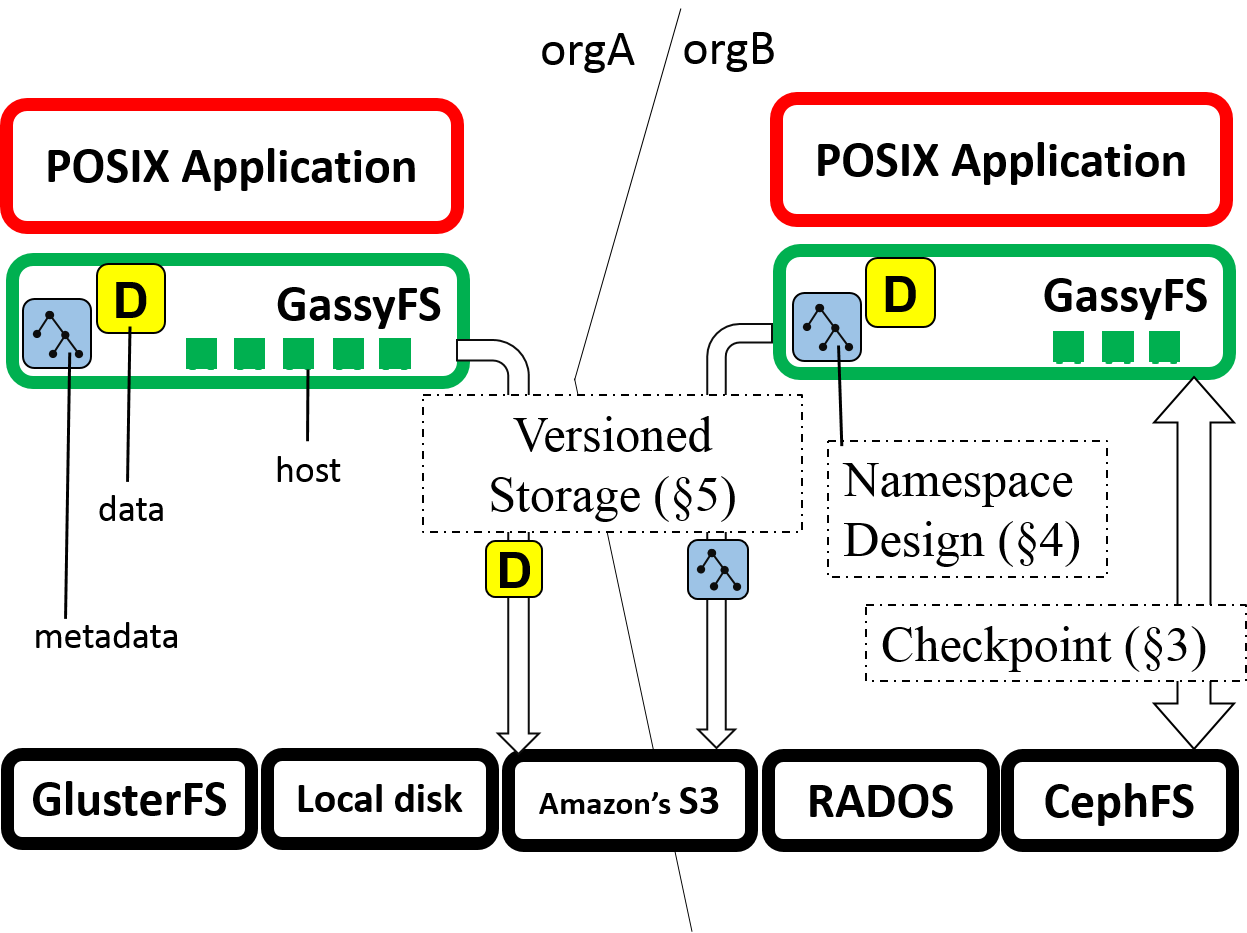 orgA
orgB
POSIX Application
POSIX Application
D
GassyFS
D
GassyFS
host
data
metadata
Versioned
Storage (§5)
Namespace
Design (§4)
D
Checkpoint (§3)
GlusterFS
Local disk
Amazon’s S3
RADOS
CephFS